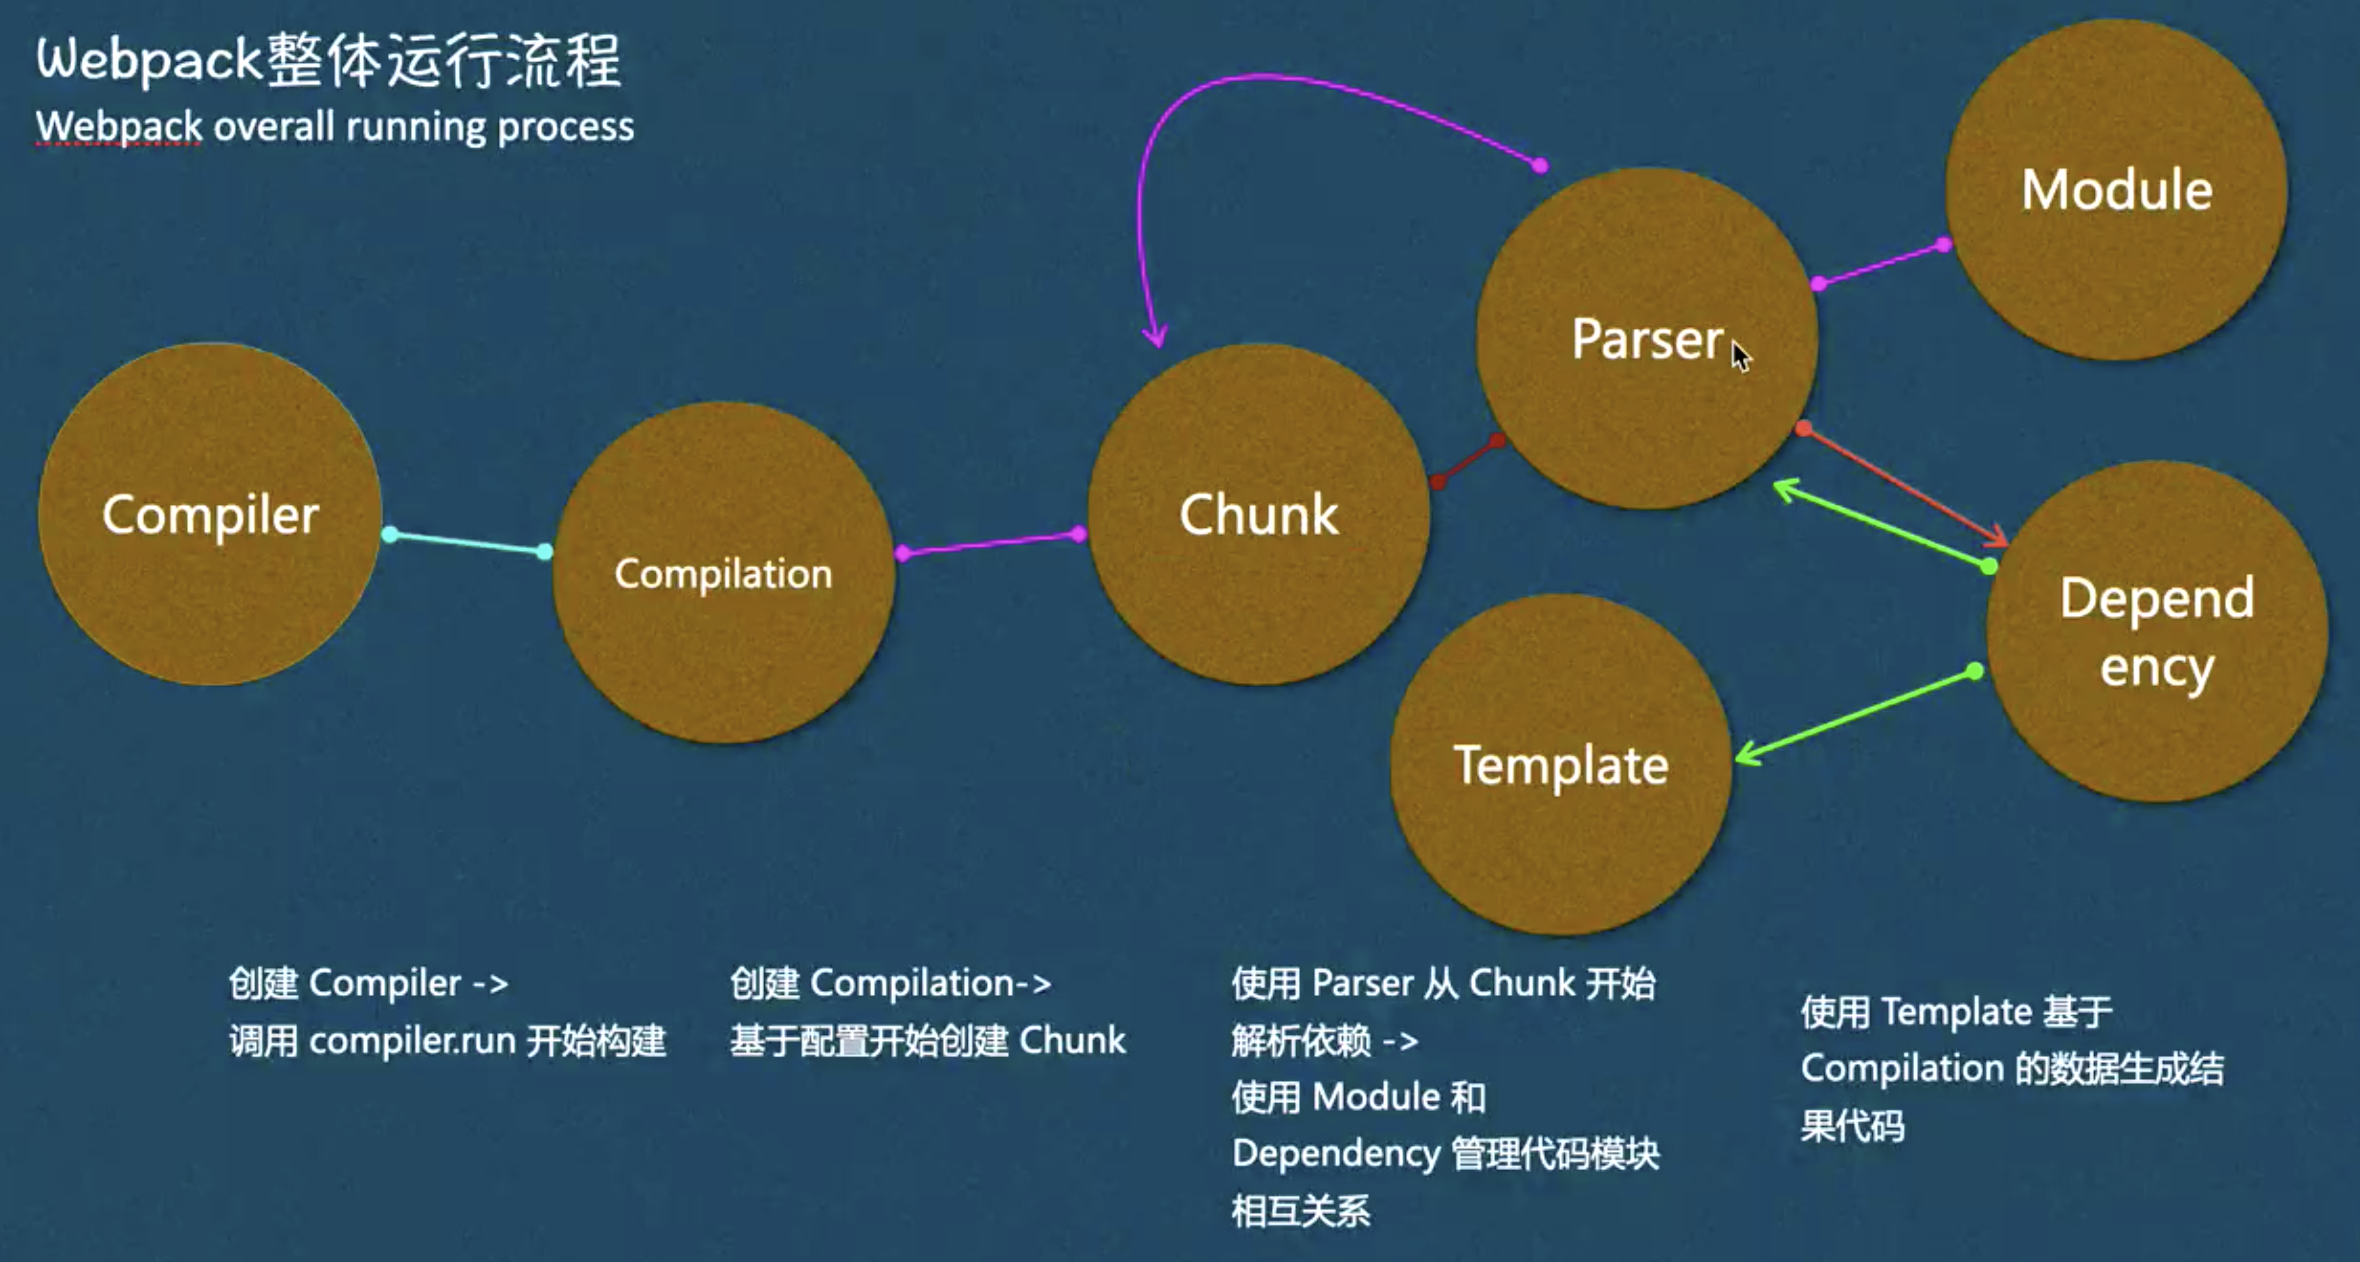 Webpack整体运行流程
Webpack overall running process
Module
Parser
Compiler
Chunk
Compilation
Depend
ency
Template
创建 Compiler ->
调用 compiler.run 开始构建
创建 Compilation->
基于配置开始创建 Chunk
使用 Parser 从 Chunk 开始
解析依赖 ->
使用 Module 和
Dependency 管理代码模块
相互关系
使用 Template 基于
Compilation 的数据生成结
果代码